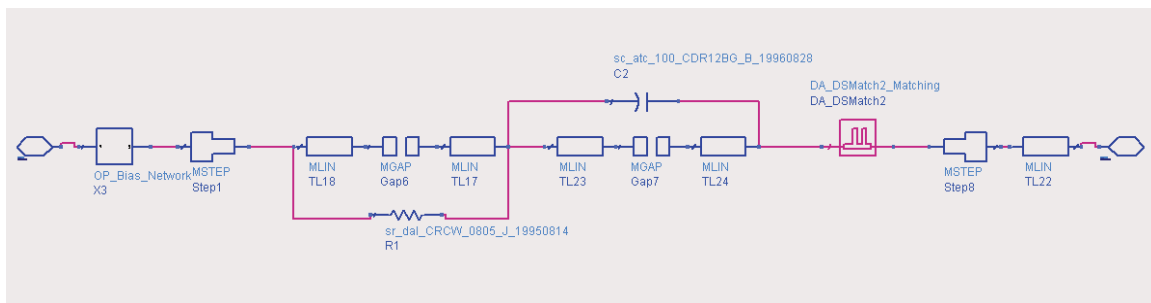 sc_atc_100_CDR12BG_B_19960828
C2
DA_DSMatch2_Matching
DA_DSMatch2
OP_Bias_Network
X3
MSTEP
Step1
MLIN
TL18
MGAP
Gap6
MLIN
TL17
MLIN
TL23
MGAP
Gap7
MLIN
TL24
MSTEP
Step8
MLIN
TL22
sr_dal_CRCW_0805_J_19950814
R1